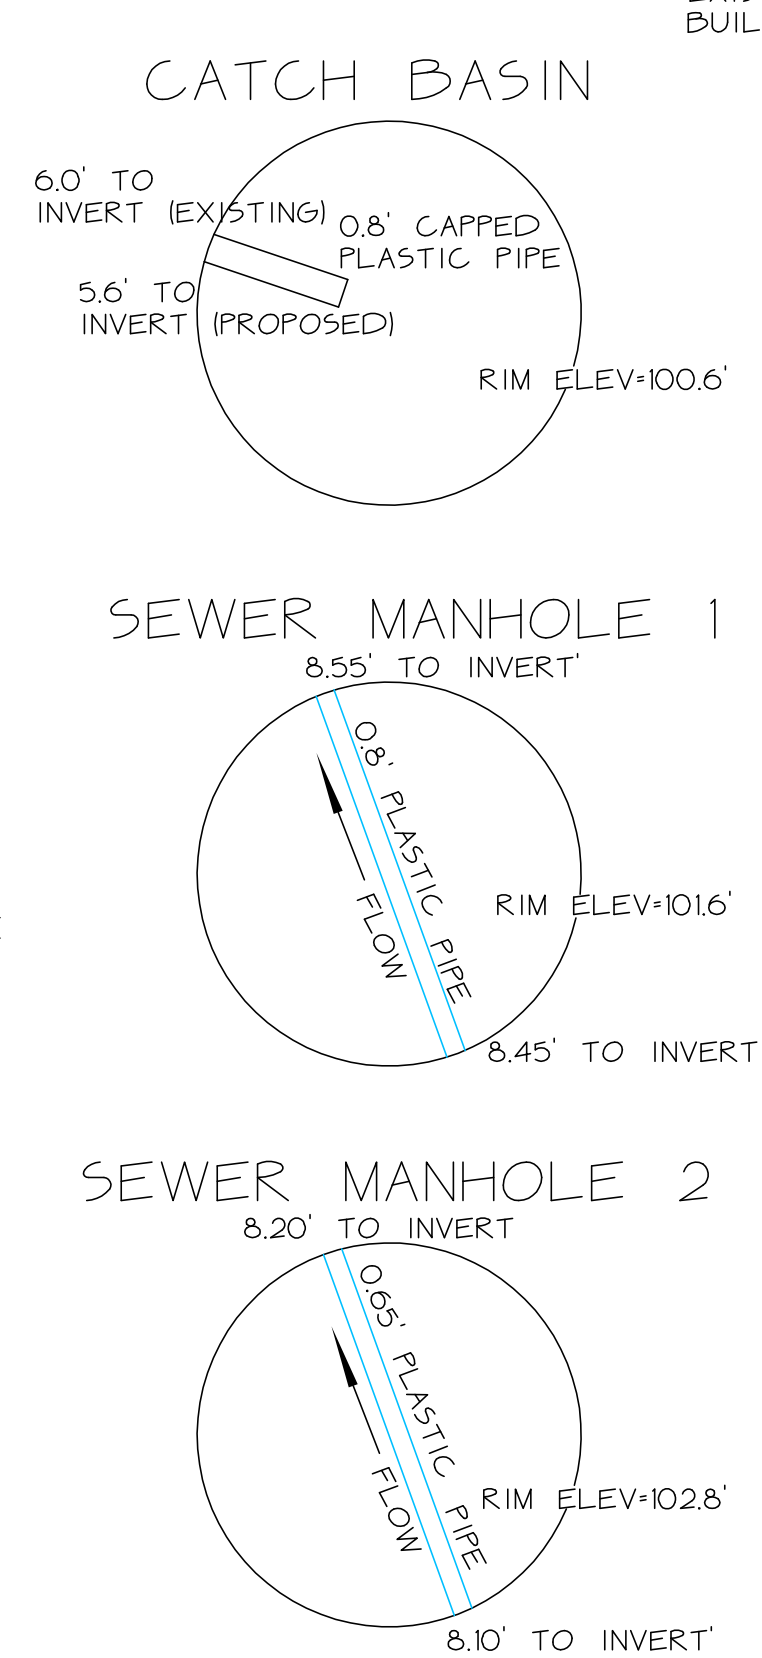 BUIL
CATCH BASIN
6.0' TO
INVERT (EXISTING)
0.8' CAPPED
PLASTIC PIPE
5.6' TO
INVERT (PROPOSED)
RIM ELEV=100.6'
SEWER MANHOLE 1
8.55' TO INVERT'
0.8' PLASTIC PIPE
FLOW
RIM ELEV=101.6'
8.45' TO INVERT
SEWER MANHOLE 2
8.20' TO INVERT
0.65' PLASTIC PIPE
FLOW
RIM ELEV=102.8'
8.10' TO INVERT'